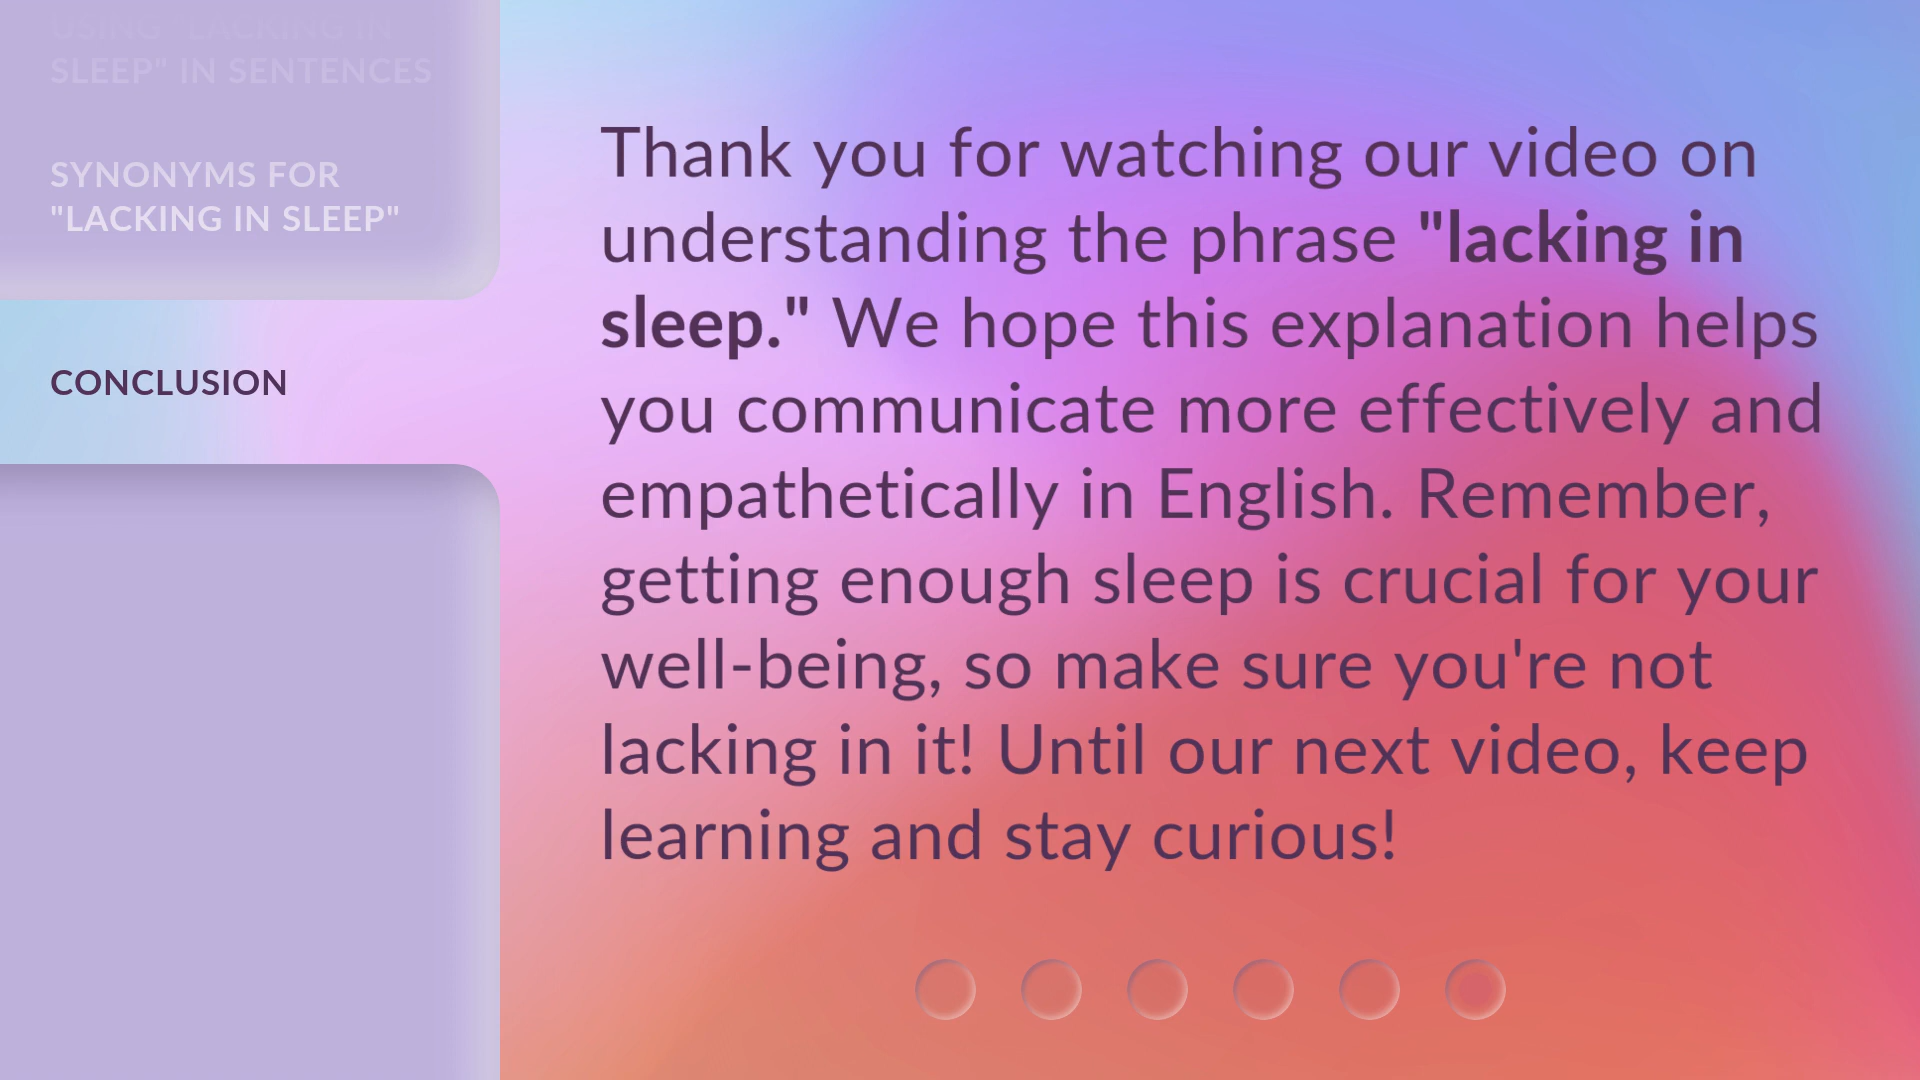 USING "LACKING IN
SLEEP" IN SENTENCES
SYNONYMS FOR
"LACKING IN SLEEP"
CONCLUSION
Thank you for watching our video on
understanding the phrase "lacking in
sleep." We hope this explanation helps
you communicate more effectively and
empathetically in English. Remember,
getting enough sleep is crucial for your
well-being, so make sure you're not
lacking in it! Until our next video, keep
learning and stay curious!